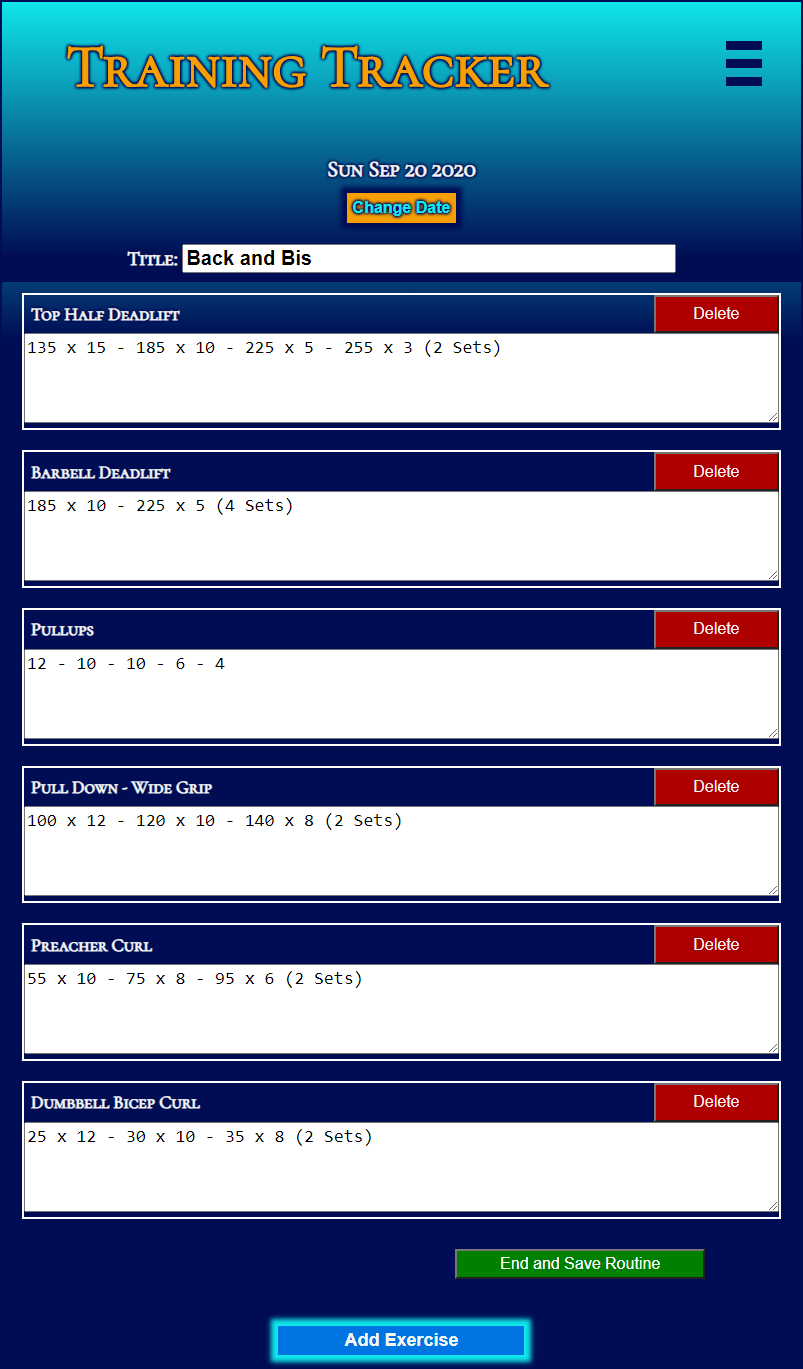 Training Tracker
Sun Sep 20 2020
Change Date
Title: Back and Bis
Top Half Deadlift Delete
135 x 15 - 185 x 10 - 225 x 5 - 255 x 3 (2 Sets)
Barbell Deadlift Delete
185 x 10 - 225 x 5 (4 Sets)
Pullups Delete
12 - 10 - 10 - 6 - 4
Pull Down - Wide Grip Delete
100 x 12 - 120 x 10 - 140 x 8 (2 Sets)
Preacher Curl Delete
55 x 10 - 75 x 8 - 95 x 6 (2 Sets)
Dumbbell Bicep Curl Delete
25 x 12 - 30 x 10 - 35 x 8 (2 Sets)
End and Save Routine
Add Exercise